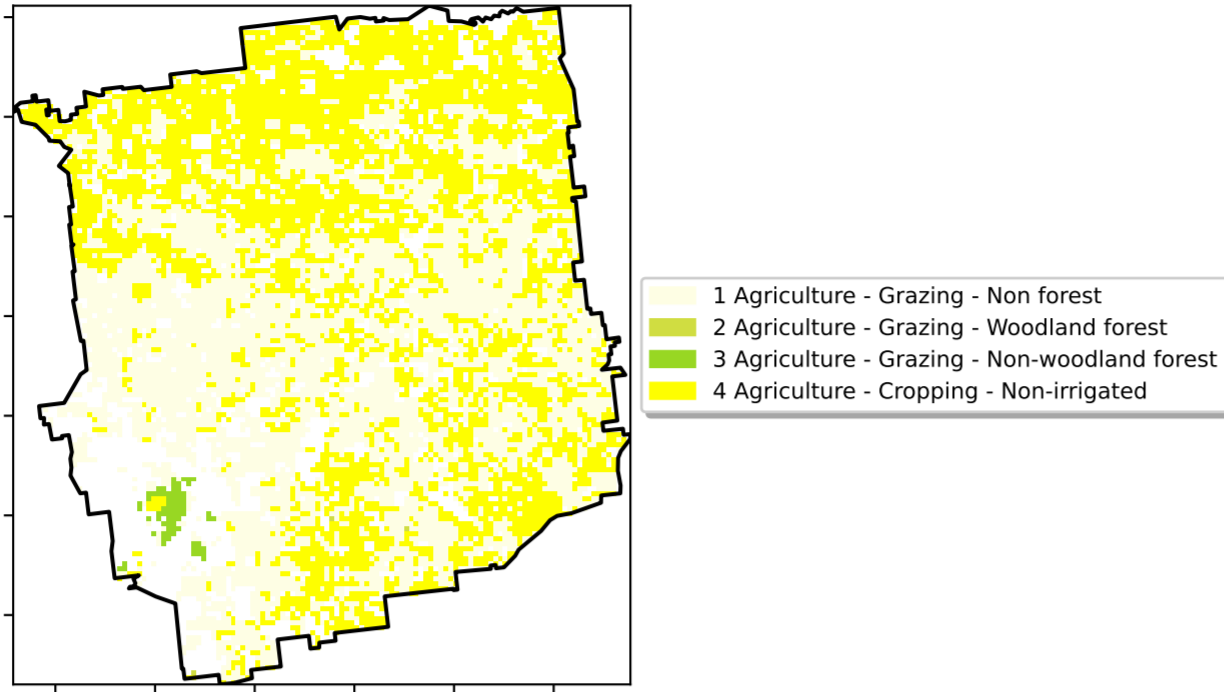 1 Agriculture - Grazing - Non forest
2 Agriculture - Grazing - Woodland forest
3 Agriculture - Grazing - Non-woodland forest
4 Agriculture - Cropping - Non-irrigated